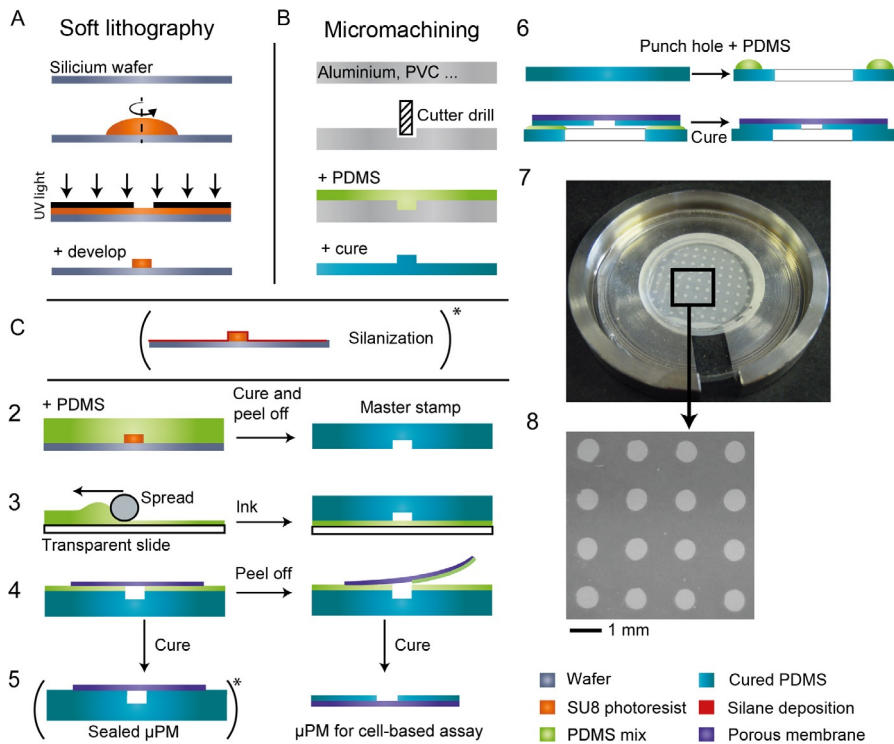 A
Soft lithography
Silicium wafer
UV light
+ develop
B
Micromachining
Aluminium, PVC ...
Cutter drill
+ PDMS
+ cure
C
Silanization
*
2
+ PDMS
Cure and
peel off
Master stamp
3
Spread
Transparent slide
Ink
4
Peel off
Cure
Cure
5
Sealed µPM
*
µPM for cell-based assay
6
Punch hole + PDMS
Cure
7
8
1 mm
Wafer
SU8 photoresist
PDMS mix
Cured PDMS
Silane deposition
Porous membrane